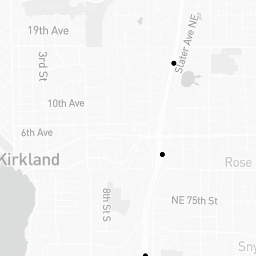 19th Ave
Slater Ave NE
3rd St
10th Ave
6th Ave
Kirkland
Rose
8th St S
NE 75th St
Sny